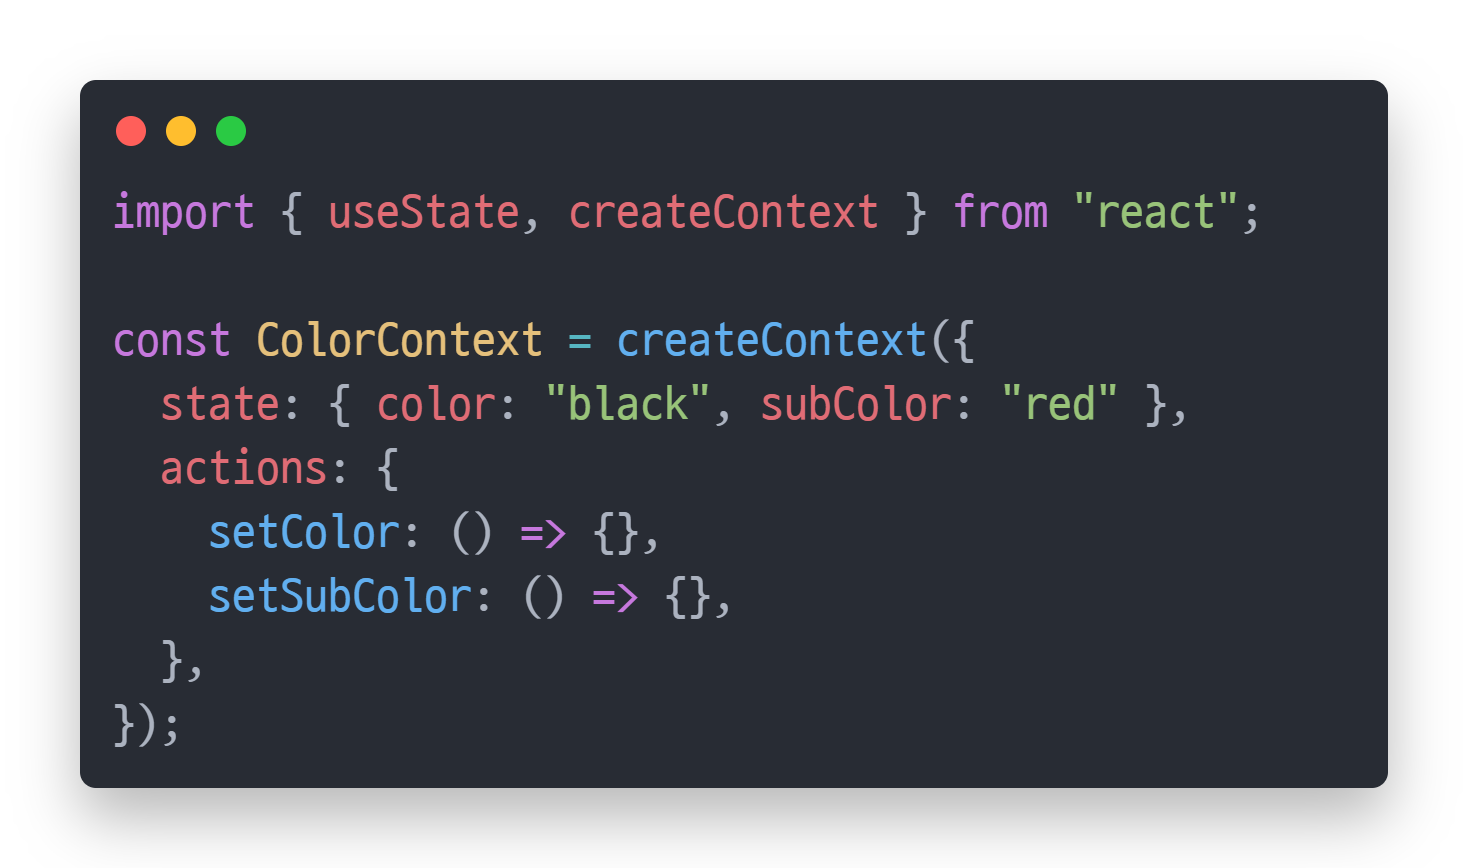 import { useState, createContext } from "react";

const ColorContext = createContext({
  state: { color: "black", subColor: "red" },
  actions: {
    setColor: () => {},
    setSubColor: () => {},
  },
});